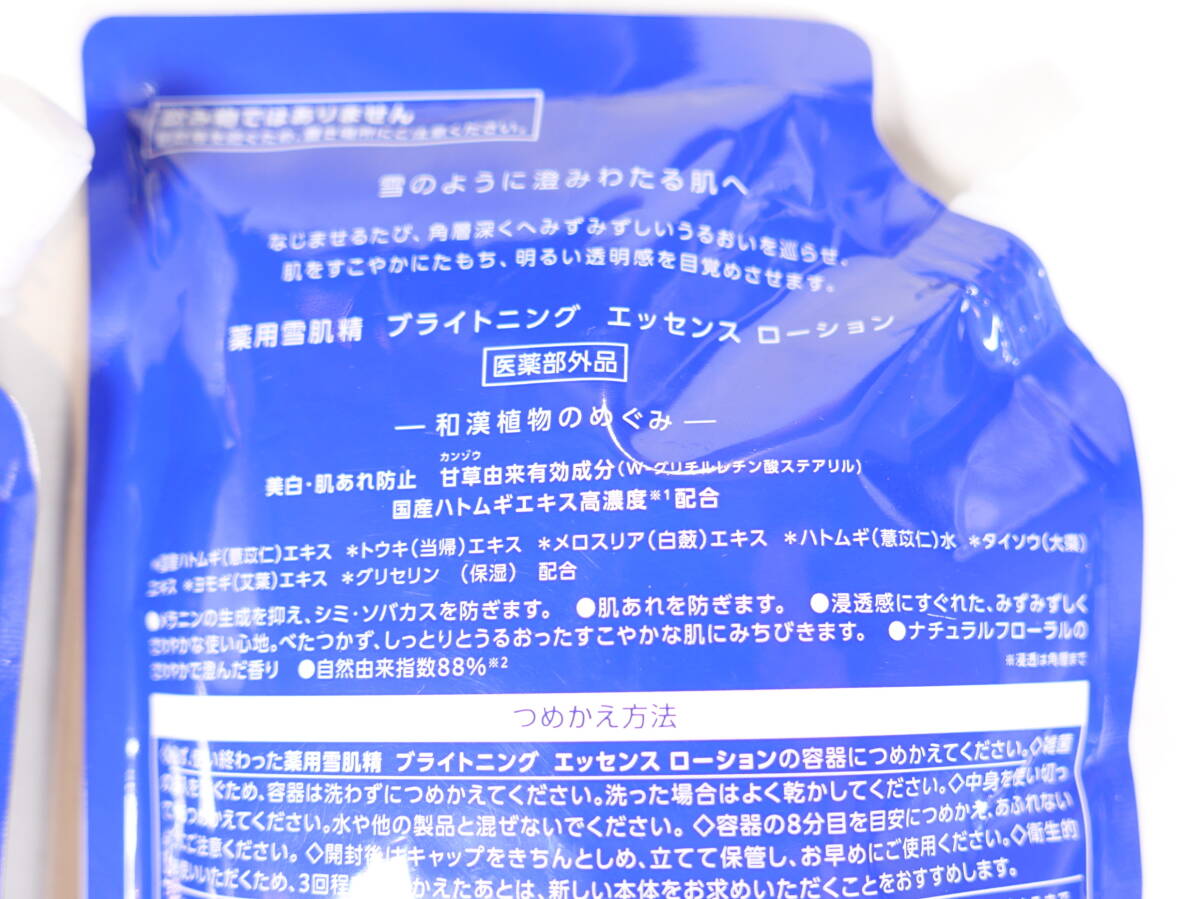 飲み物ではありません
雪のように澄みわたる肌へ
なじませるたび、角層深くへみずみずしいうるおいを巡らせ、
肌をすこやかにたもち、明るい透明感を目覚めさせます。
薬用雪肌精 ブライトニング エッセンス ローション
医薬部外品
― 和漢植物のめぐみ ―
カンゾウ
美白・肌あれ防止 甘草由来有効成分(W-グリチルレチン酸ステアリル)
国産ハトムギエキス高濃度※1配合
*国産ハトムギ(薏苡仁)エキス *トウキ(当帰)エキス *メロスリア(白蘞)エキス *ハトムギ(薏苡仁)水 *タイソウ(大棗)
エキス *ヨモギ(艾葉)エキス *グリセリン (保湿) 配合
●メラニンの生成を抑え、シミ・ソバカスを防ぎます。 ●肌あれを防ぎます。 ●浸透感にすぐれた、みずみずしく
さわやかな使い心地。べたつかず、しっとりとうるおったすこやかな肌にみちびきます。 ●ナチュラルフローラルの
さわやかで澄んだ香り ●自然由来指数88%※2 ※浸透は角層まで
つめかえ方法
使い終わった薬用雪肌精 ブライトニング エッセンス ローションの容器につめかえてください。◇雑菌
ため、容器は洗わずにつめかえてください。洗った場合はよく乾かしてください。◇中身を使い切っ
つめかえてください。水や他の製品と混ぜないでください。◇容器の8分目を目安につめかえ、あふれない
ご注意ください。◇開封後はキャップをきちんとしめ、立てて保管し、お早めにご使用ください。◇衛生的
いただくため、3回程 かえたあとは、新しい本体をお求めいただくことをおすすめします。